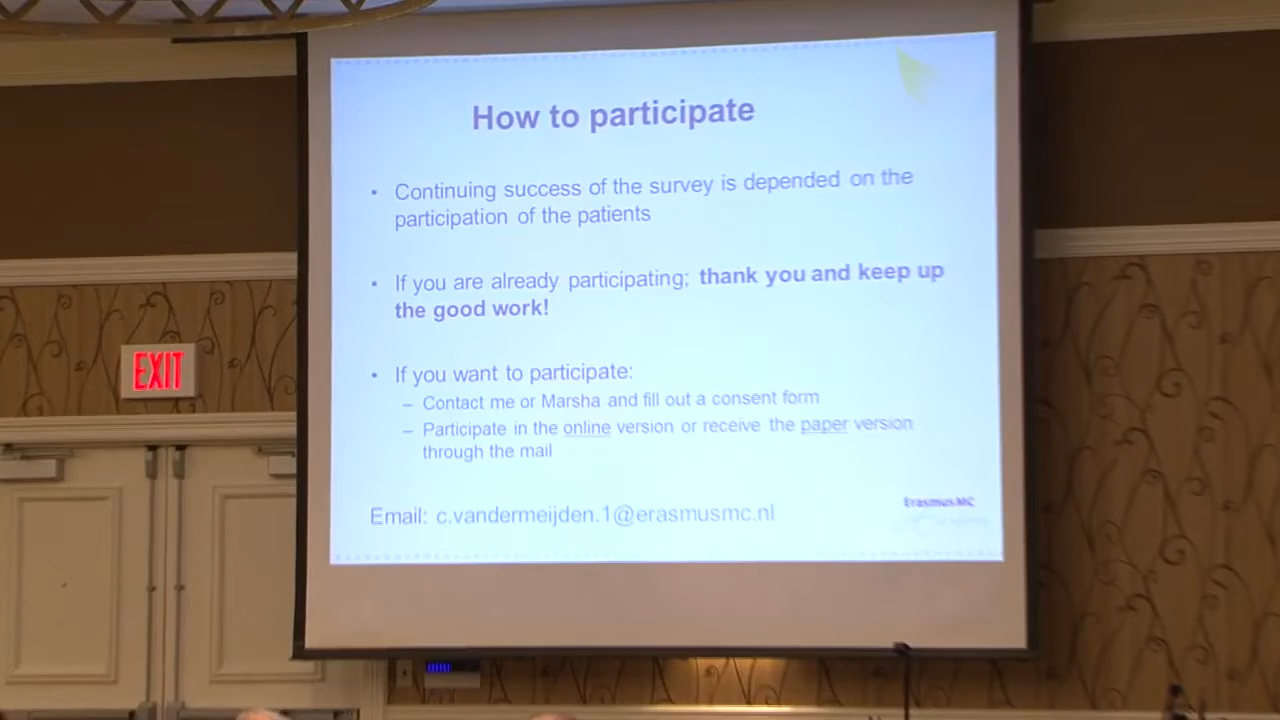 How to participate
• Continuing success of the survey is depended on the
participation of the patients
• If you are already participating; thank you and keep up
the good work!
• If you want to participate:
– Contact me or Marsha and fill out a consent form
– Participate in the online version or receive the paper version
through the mail
Email: c.vandermeijden.1@erasmusmc.nl
Erasmus MC
EXIT